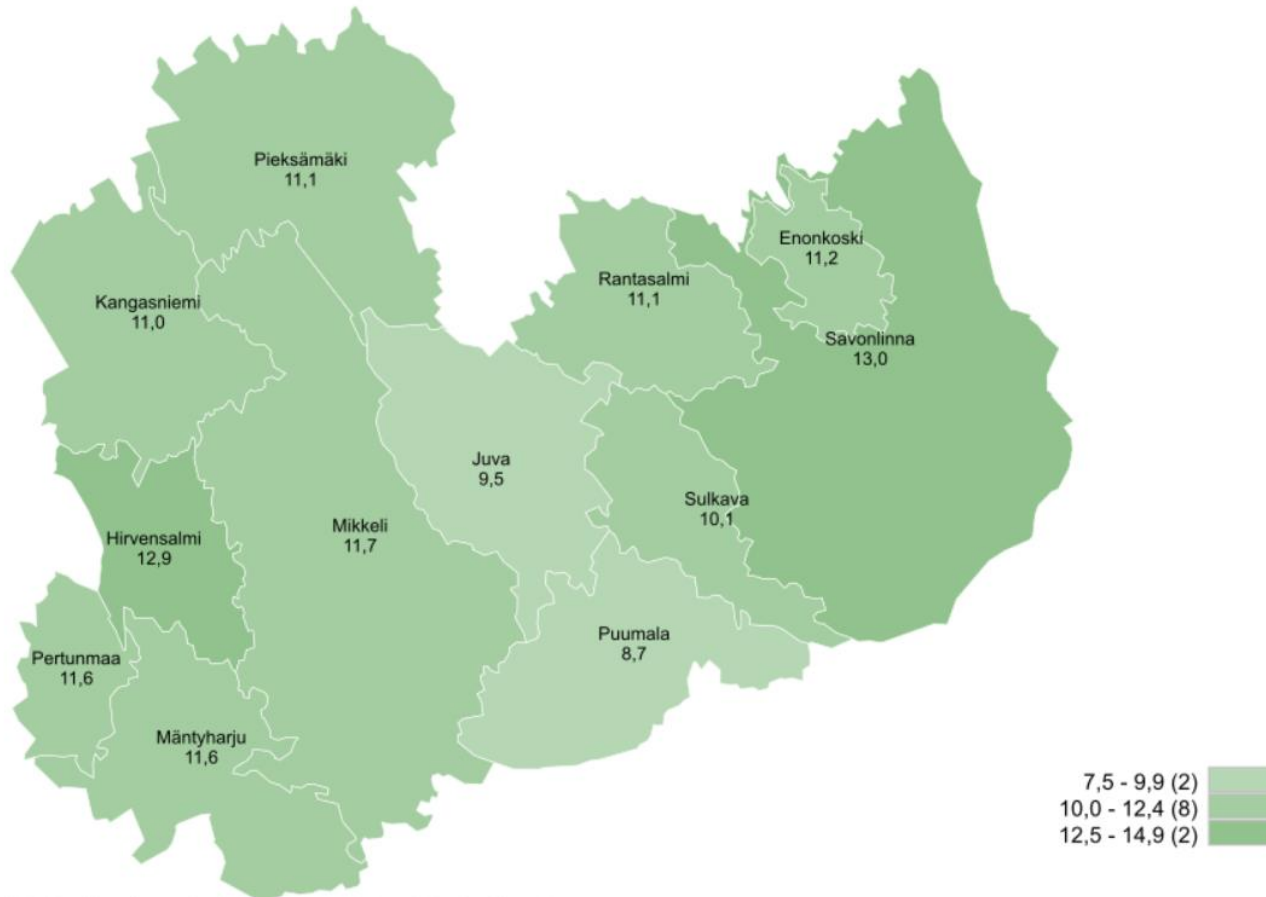 Pieksämäki
11,1
Enonkoski
11,2
Rantasalmi
11,1
Kangasniemi
11,0
Savonlinna
13,0
Juva
9,5
Sulkava
10,1
Mikkeli
11,7
Hirvensalmi
12,9
Puumala
8,7
Pertunmaa
11,6
Mäntyharju
11,6
7,5 - 9,9 (2)
10,0 - 12,4 (8)
12,5 - 14,9 (2)